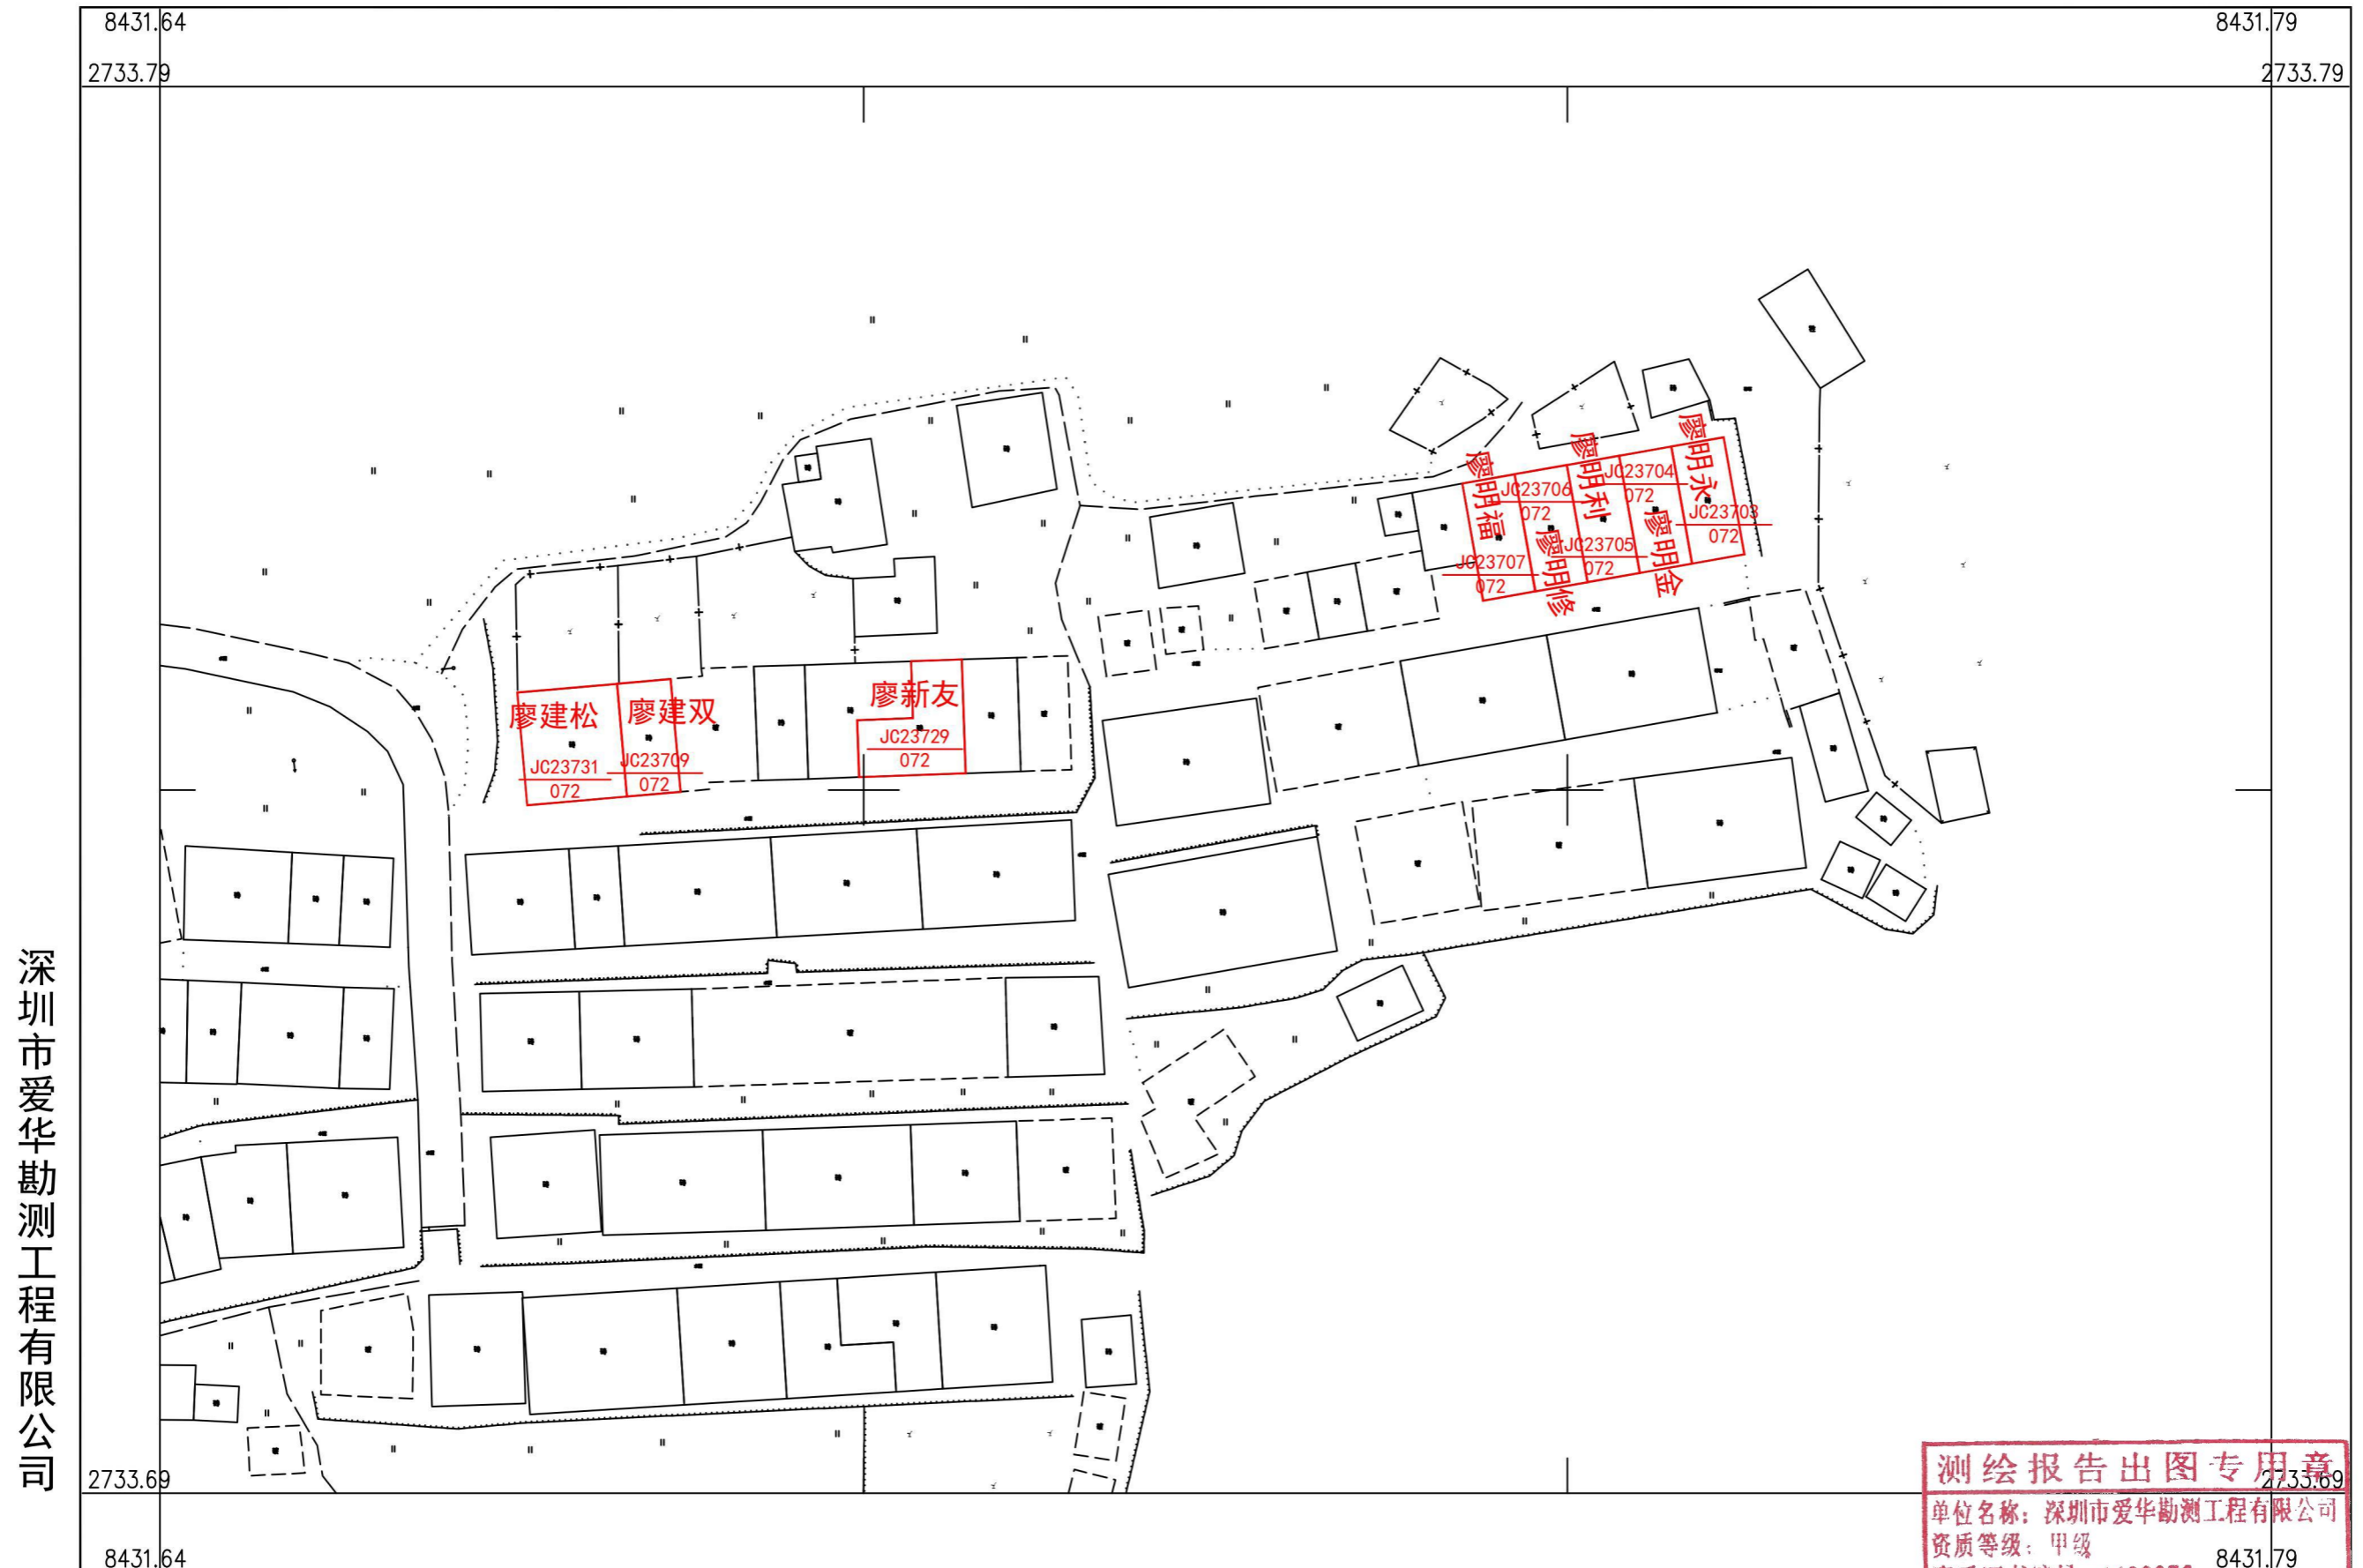 8431.64
8431.79
2733.79
2733.79
廖明永
廖明利
廖明福
JC23704
072
JC23706
072
JC23703
072
廖明金
廖明修
JC23705
072
JC23707
072
廖建松
廖建双
廖新友
JC23729
072
JC23731
072
JC23709
072
深圳市爱华勘测工程有限公司
2733.69
2733.69
测绘报告出图专用章
单位名称：深圳市爱华勘测工程有限公司
资质等级：甲级
8431.64
8431.79